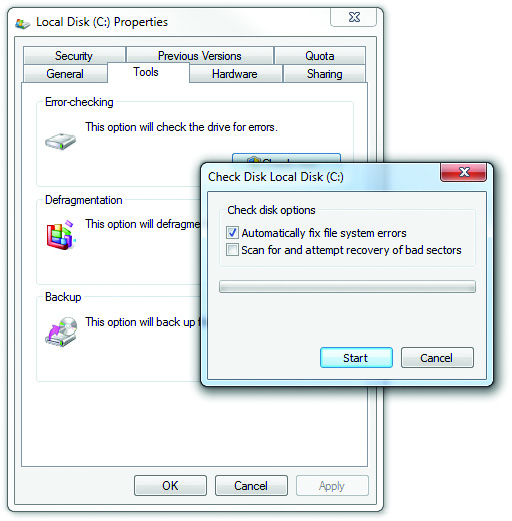 Local Disk (C:) Properties
Security
Previous Versions
Quota
General
Tools
Hardware
Sharing
Error-checking
This option will check the drive for errors.
Check Disk Local Disk (C:)
Check disk options
Automatically fix file system errors
Scan for and attempt recovery of bad sectors
Start
Cancel
Defragmentation
This option will defragme
Backup
This option will back up
OK
Cancel
Apply